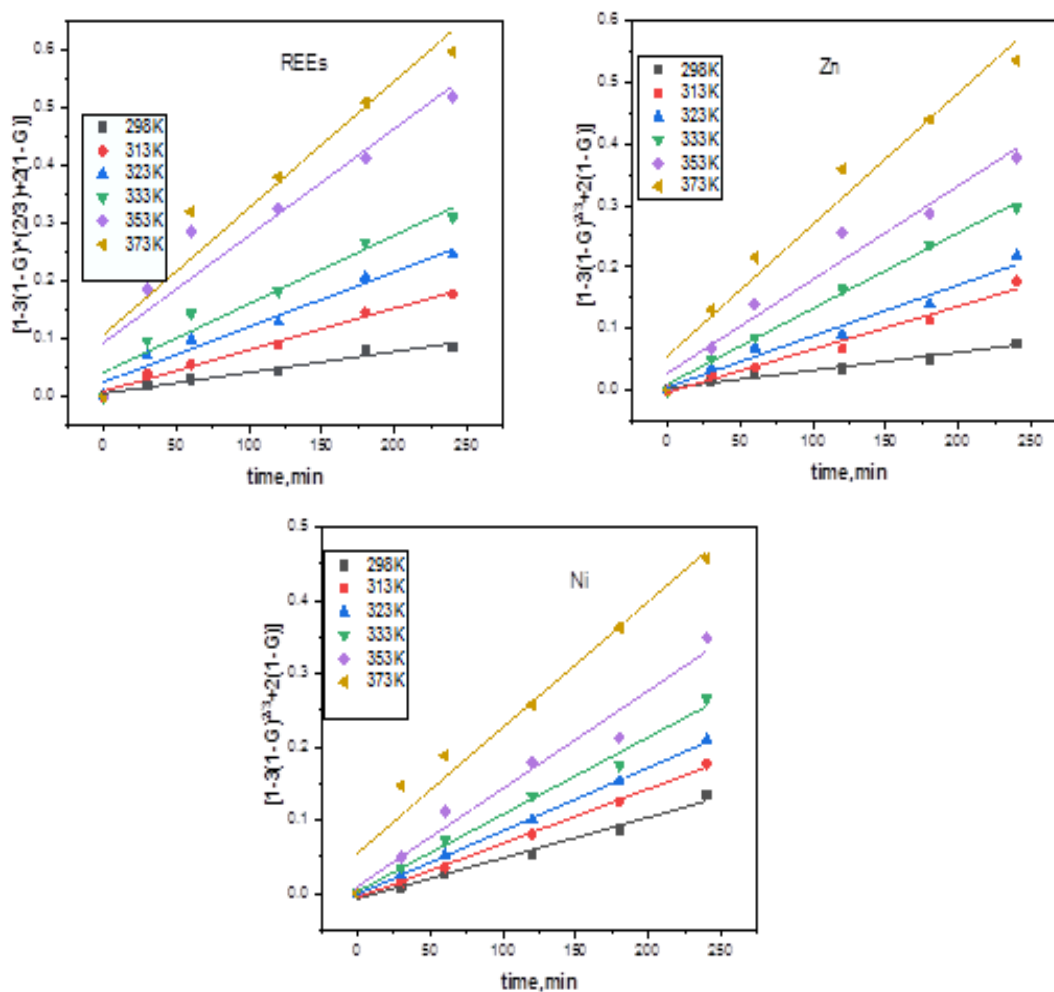 REEs
298K
313K
323K
333K
353K
373K
[1-3(1-G)^(2/3)+2(1-G)]
0.6
0.5
0.4
0.3
0.2
0.1
0.0
0
50
100
150
200
250
time,min
Zn
298K
313K
323K
333K
353K
373K
[1-3(1-G)^{2/3}+2(1-G)]
0.6
0.5
0.4
0.3
0.2
0.1
0.0
0
50
100
150
200
250
time,min
Ni
298K
313K
323K
333K
353K
373K
[1-3(1-G)^{2/3}+2(1-G)]
0.5
0.4
0.3
0.2
0.1
0.0
0
50
100
150
200
250
time,min